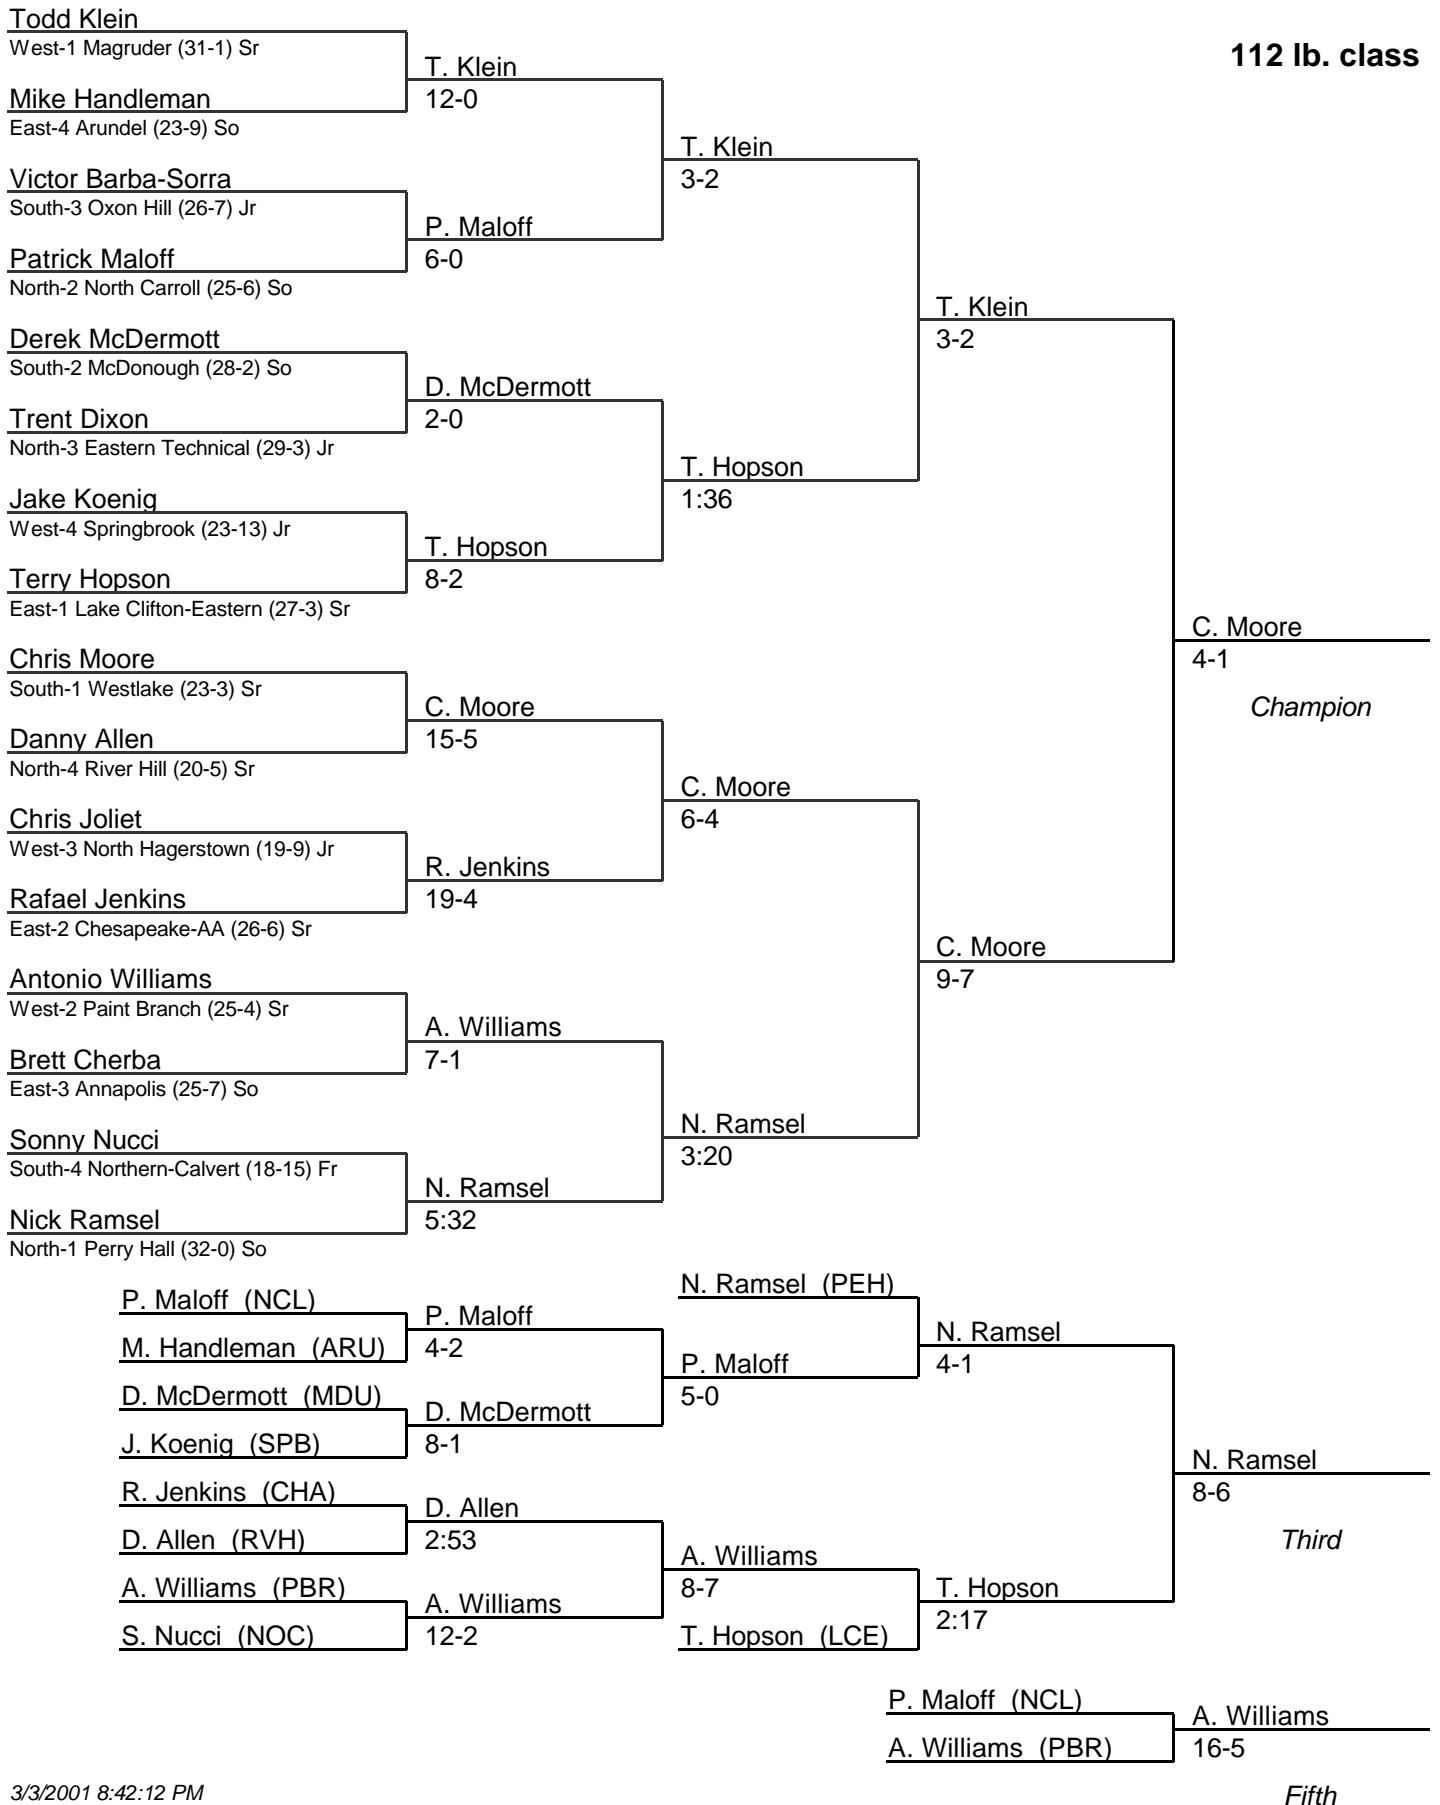 112 lb. class
Todd Klein
West-1 Magruder (31-1) Sr
Mike Handleman
East-4 Arundel (23-9) So
Victor Barba-Sorra
South-3 Oxon Hill (26-7) Jr
Patrick Maloff
North-2 North Carroll (25-6) So
Derek McDermott
South-2 McDonough (28-2) So
Trent Dixon
North-3 Eastern Technical (29-3) Jr
Jake Koenig
West-4 Springbrook (23-13) Jr
Terry Hopson
East-1 Lake Clifton-Eastern (27-3) Sr
Chris Moore
South-1 Westlake (23-3) Sr
Danny Allen
North-4 River Hill (20-5) Sr
Chris Joliet
West-3 North Hagerstown (19-9) Jr
Rafael Jenkins
East-2 Chesapeake-AA (26-6) Sr
Antonio Williams
West-2 Paint Branch (25-4) Sr
Brett Cherba
East-3 Annapolis (25-7) So
Sonny Nucci
South-4 Northern-Calvert (18-15) Fr
Nick Ramsel
North-1 Perry Hall (32-0) So
T. Klein
12-0
P. Maloff
6-0
D. McDermott
2-0
T. Hopson
8-2
C. Moore
15-5
R. Jenkins
19-4
A. Williams
7-1
N. Ramsel
5:32
T. Klein
3-2
T. Hopson
1:36
C. Moore
6-4
N. Ramsel
3:20
T. Klein
3-2
C. Moore
9-7
C. Moore
4-1
Champion
P. Maloff (NCL)
M. Handleman (ARU)
D. McDermott (MDU)
J. Koenig (SPB)
R. Jenkins (CHA)
D. Allen (RVH)
A. Williams (PBR)
S. Nucci (NOC)
P. Maloff
4-2
D. McDermott
8-1
D. Allen
2:53
A. Williams
12-2
N. Ramsel (PEH)
P. Maloff
5-0
A. Williams
8-7
T. Hopson (LCE)
N. Ramsel
4-1
T. Hopson
2:17
N. Ramsel
8-6
Third
P. Maloff (NCL)
A. Williams (PBR)
A. Williams
16-5
Fifth
3/3/2001 8:42:12 PM